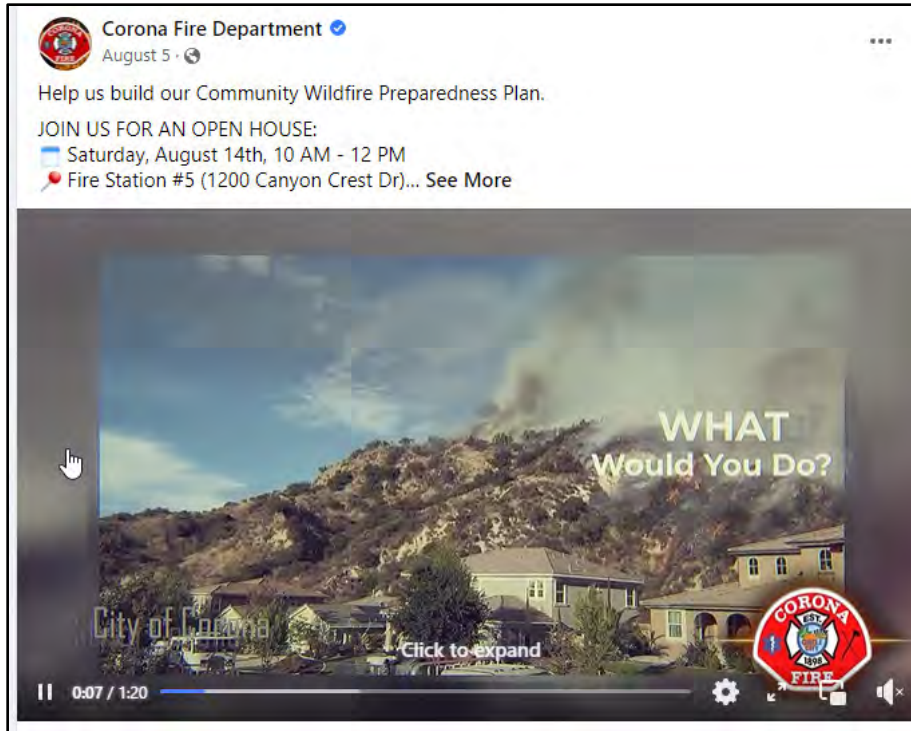 Corona Fire Department
August 5 ·
Help us build our Community Wildfire Preparedness Plan.
JOIN US FOR AN OPEN HOUSE:
Saturday, August 14th, 10 AM - 12 PM
Fire Station #5 (1200 Canyon Crest Dr)... See More
WHAT
Would You Do?
City of Corona
Click to expand
CORONA
EST.
1898
FIRE
0:07 / 1:20